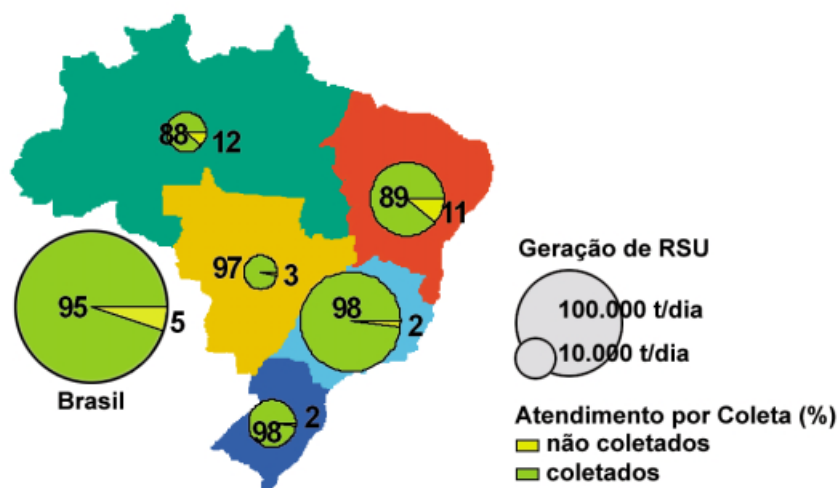 88
12
89
11
97
3
95
5
Brasil
98
2
98
2
Geração de RSU
100.000 t/dia
10.000 t/dia
Atendimento por Coleta (%)
não coletados
coletados